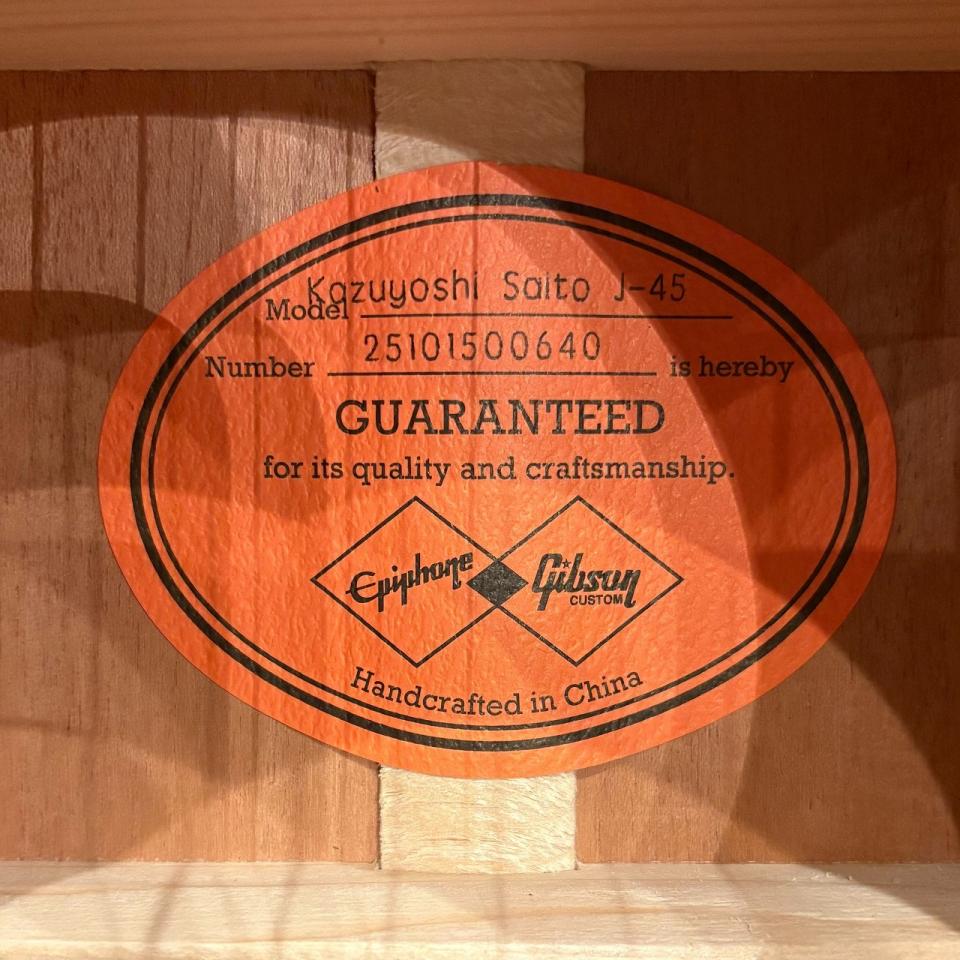 Model Kazuyoshi Saito J-45
Number 25101500640 is hereby
GUARANTEED
for its quality and craftsmanship.
Epiphone Gibson
CUSTOM
Handcrafted in China